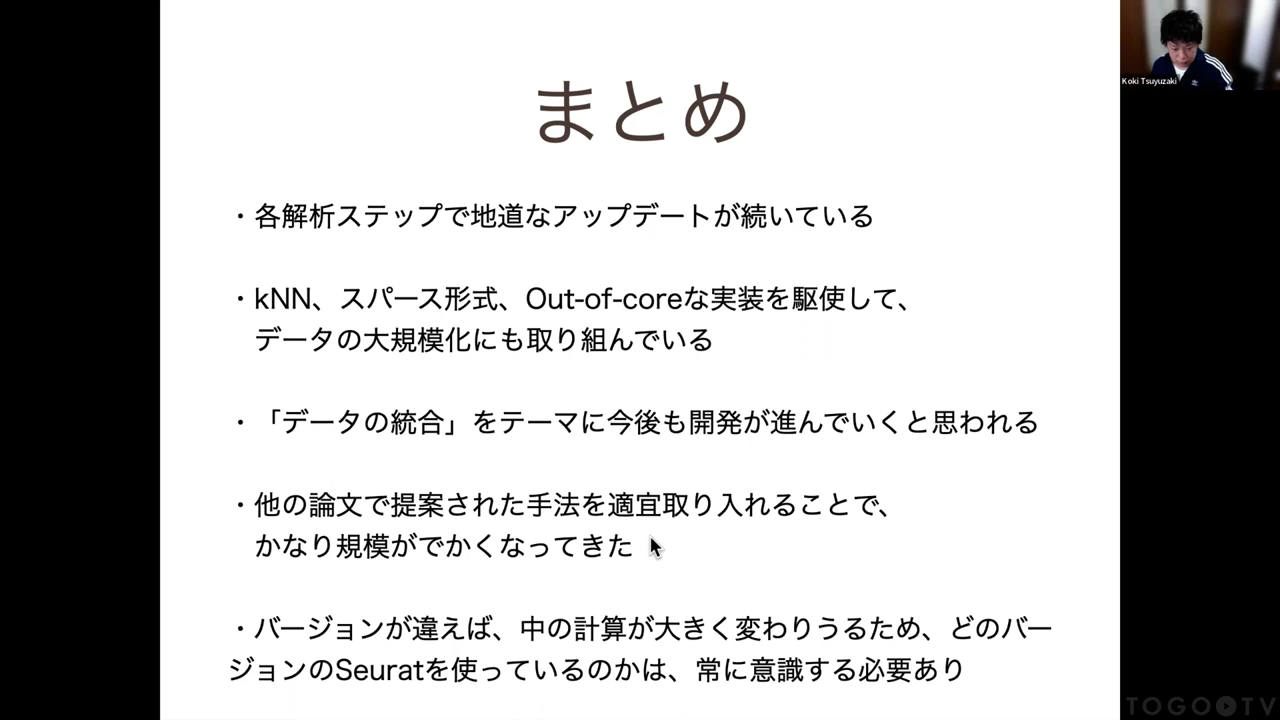 まとめ
・各解析ステップで地道なアップデートが続いている
・kNN、スパース形式、Out-of-coreな実装を駆使して、
データの大規模化にも取り組んでいる
・「データの統合」をテーマに今後も開発が進んでいくと思われる
・他の論文で提案された手法を適宜取り入れることで、
かなり規模がでかくなってきた
・バージョンが違えば、中の計算が大きく変わりうるため、どのバー
ジョンのSeuratを使っているのかは、常に意識する必要あり
Koki Tsuyuzaki
TOGO TV